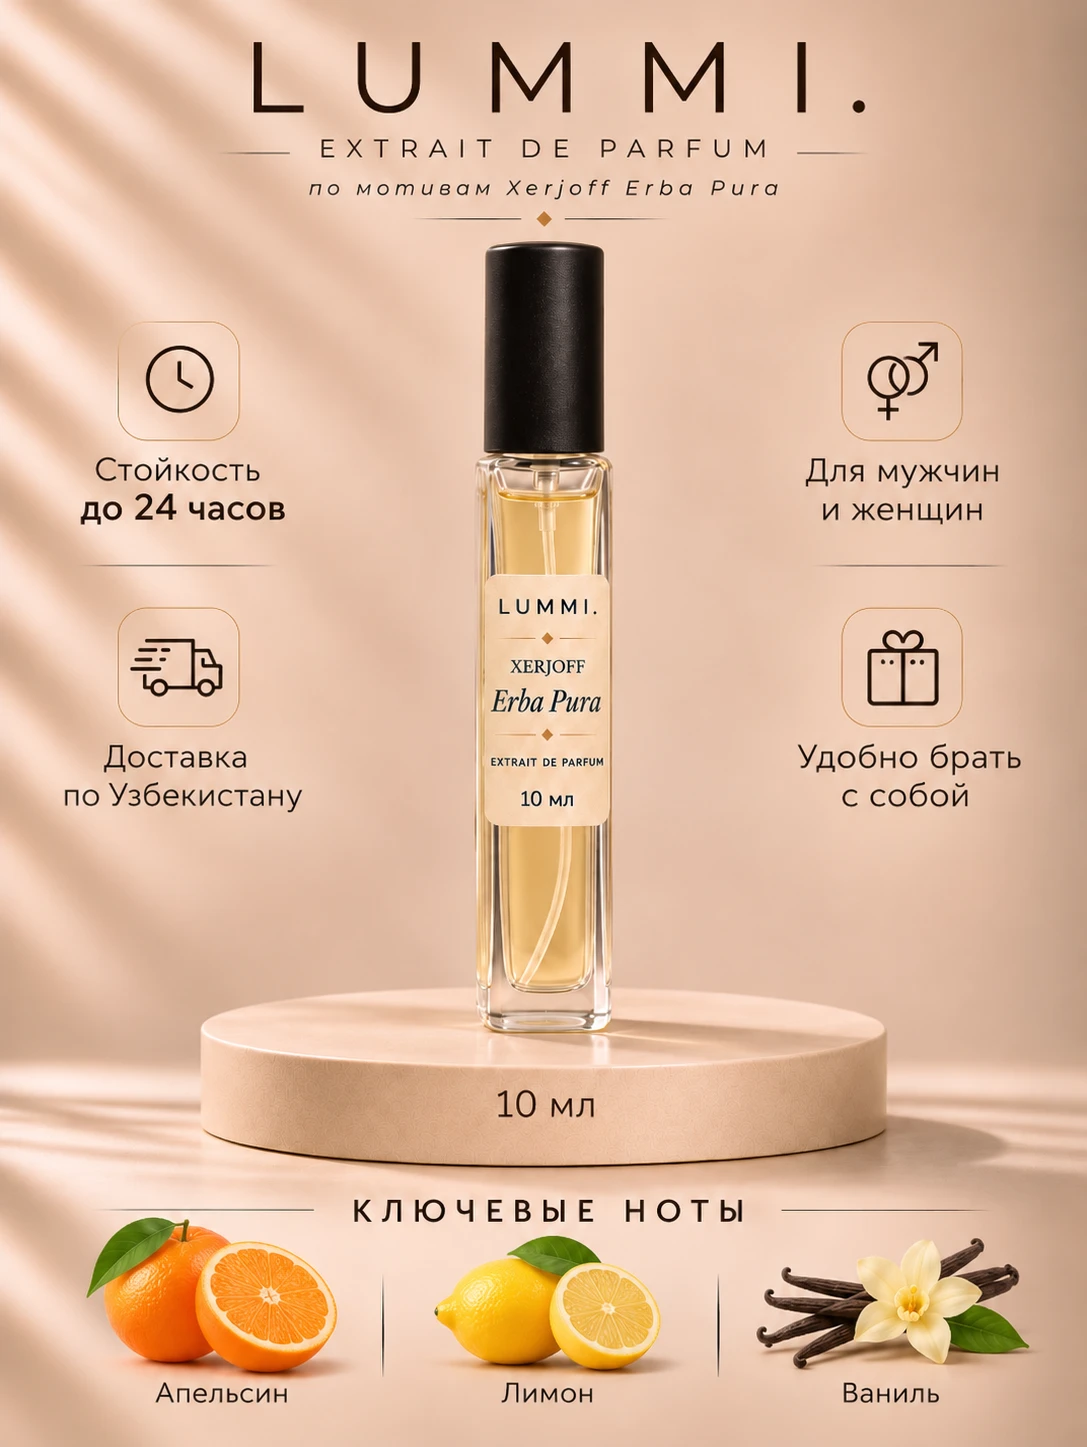 LUMMI.
EXTRAIT DE PARFUM
по мотивам Xerjoff Erba Pura
Стойкость
до 24 часов
Для мужчин
и женщин
Доставка
по Узбекистану
Удобно брать
с собой
LUMMI.
XERJOFF
Erba Pura
EXTRAIT DE PARFUM
10 мл
10 мл
КЛЮЧЕВЫЕ НОТЫ
Апельсин
Лимон
Ваниль